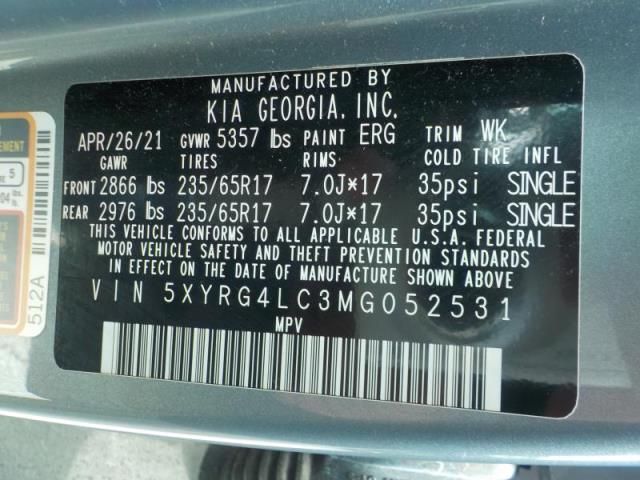 MANUFACTURED BY
KIA GEORGIA, INC.
APR/26/21 GVWR 5357 lbs PAINT ERG TRIM WK
GAWR TIRES RIMS COLD TIRE INFL
FRONT 2866 lbs 235/65R17 7.0J*17 35psi SINGLE
REAR 2976 lbs 235/65R17 7.0J*17 35psi SINGLE
THIS VEHICLE CONFORMS TO ALL APPLICABLE U.S.A. FEDERAL
MOTOR VEHICLE SAFETY AND THEFT PREVENTION STANDARDS
IN EFFECT ON THE DATE OF MANUFACTURE SHOWN ABOVE
VIN 5XYRG4LC3MG052531
MPV
5
512A